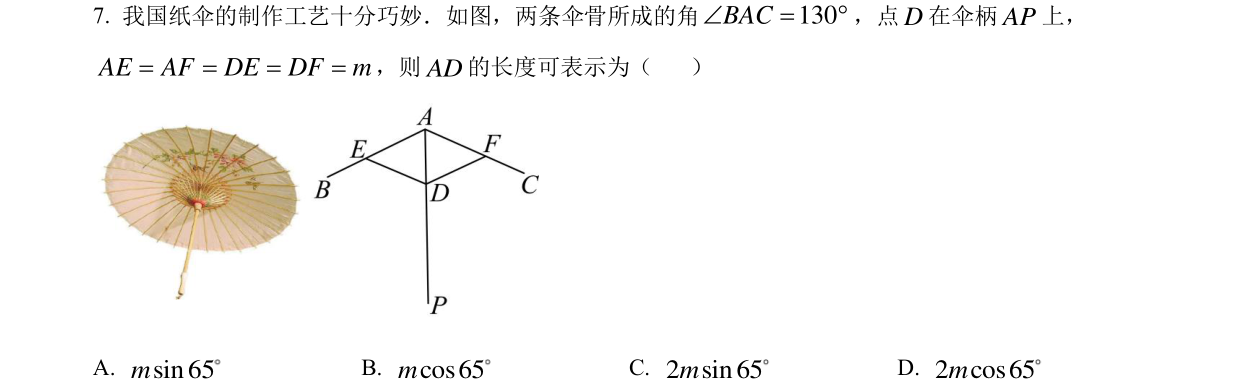 7. 我国纸伞的制作工艺十分巧妙．如图，两条伞骨所成的角∠BAC=130°，点D在伞柄AP上，
AE=AF=DE=DF=m，则AD的长度可表示为（　　）
A
E
F
B
D
C
P
A. m sin 65°　B. m cos 65°　C. 2m sin 65°　D. 2m cos 65°